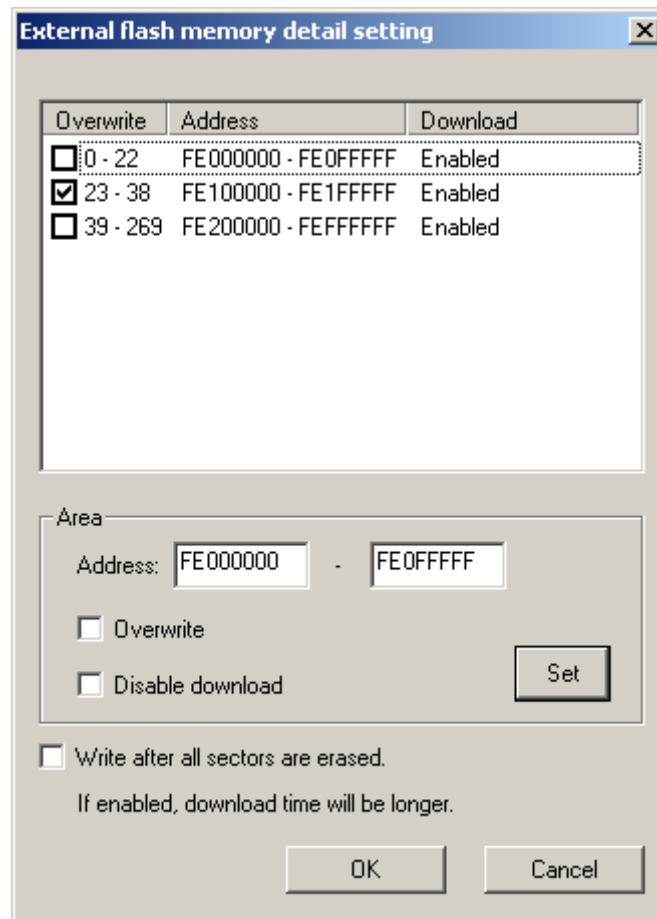 External flash memory detail setting
Overwrite Address Download
0 - 22 FE000000 - FE0FFFFF Enabled
23 - 38 FE100000 - FE1FFFFF Enabled
39 - 269 FE200000 - FEFFFFFF Enabled
Area
Address: FE000000 - FE0FFFFF
Overwrite
Disable download
Set
Write after all sectors are erased.
If enabled, download time will be longer.
OK Cancel